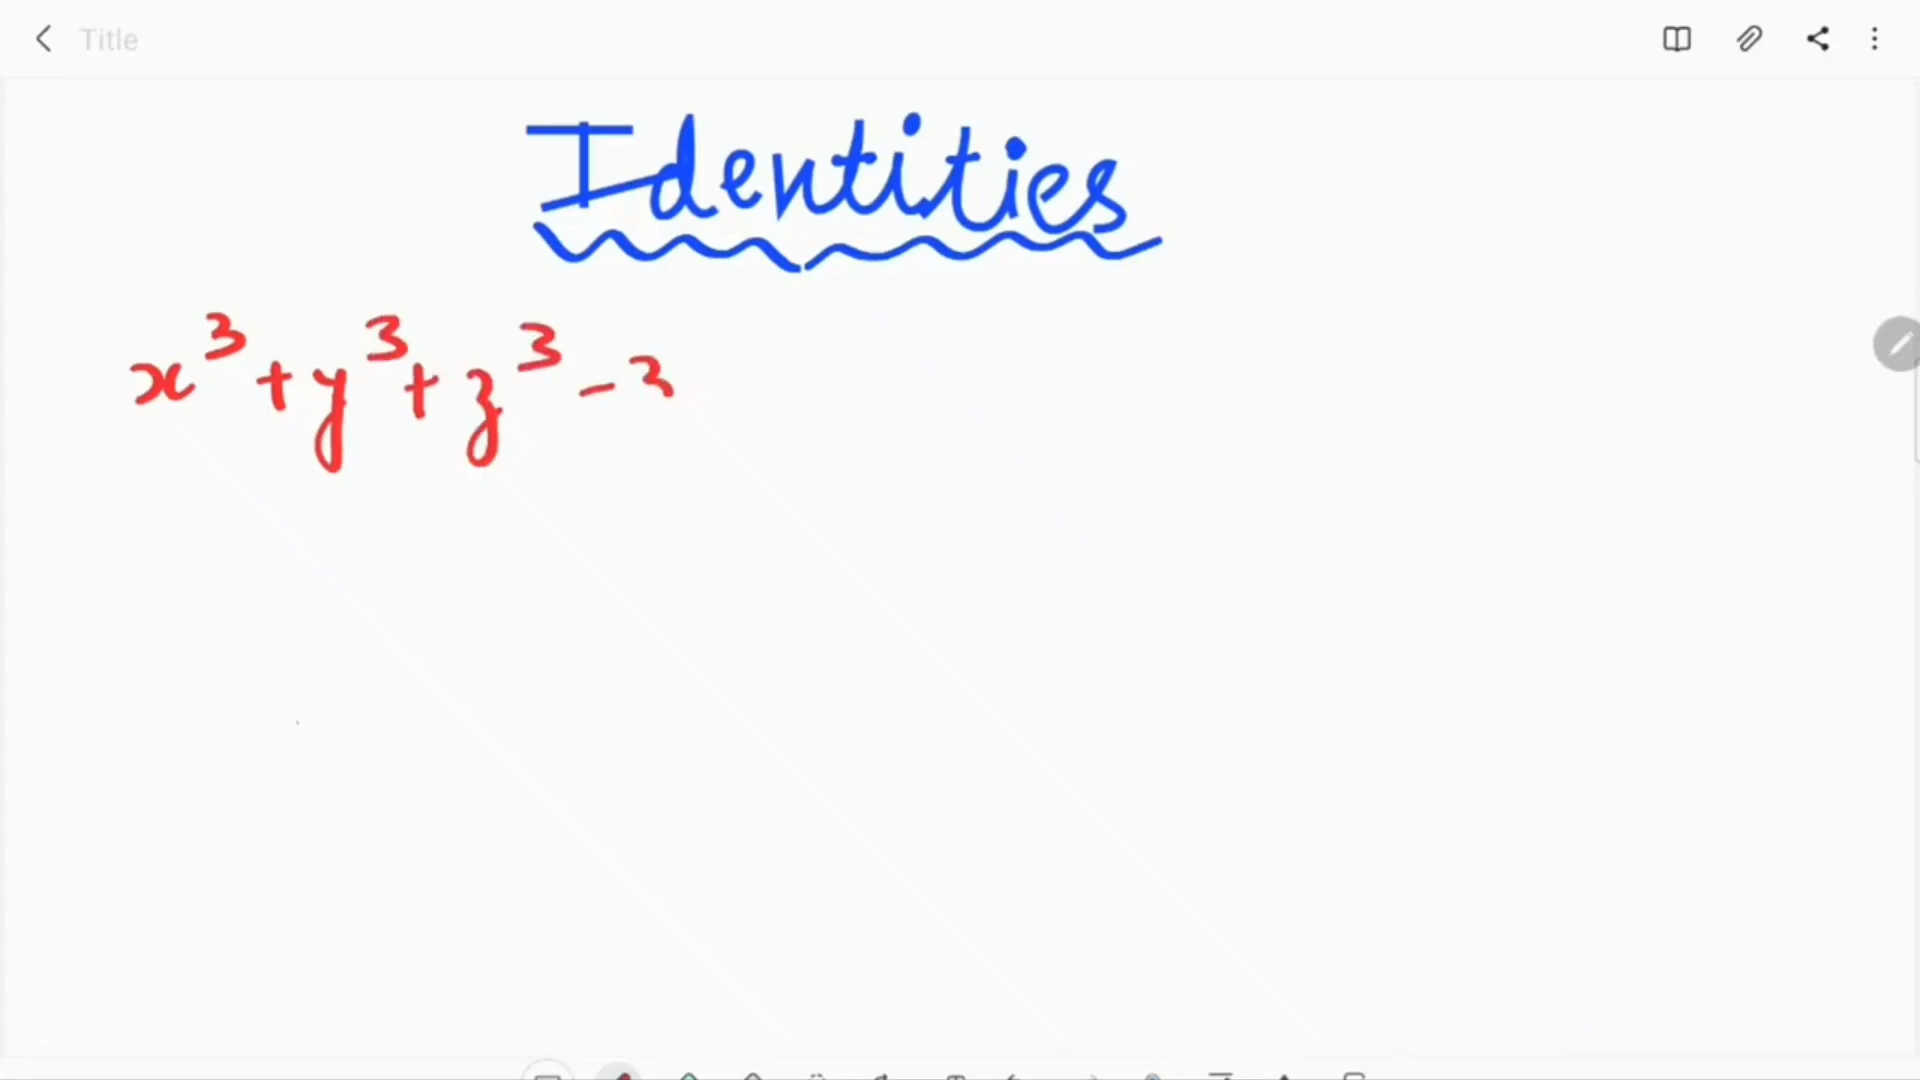 Title
Identities
x³ + y³ + z³ - 3